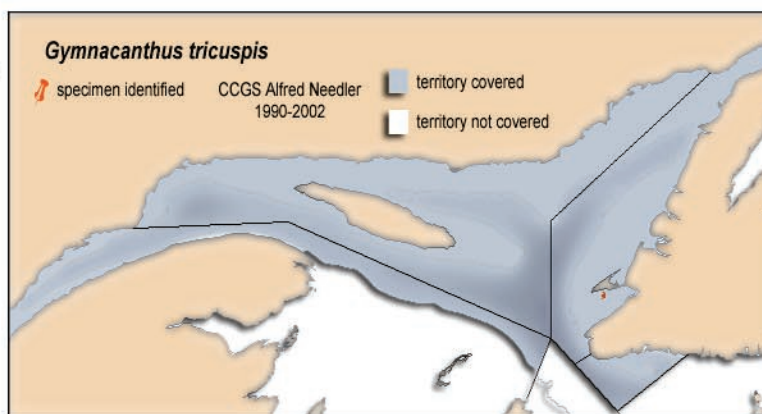 Gymnacanthus tricuspis
specimen identified
CCGS Alfred Needler
1990-2002
territory covered
territory not covered